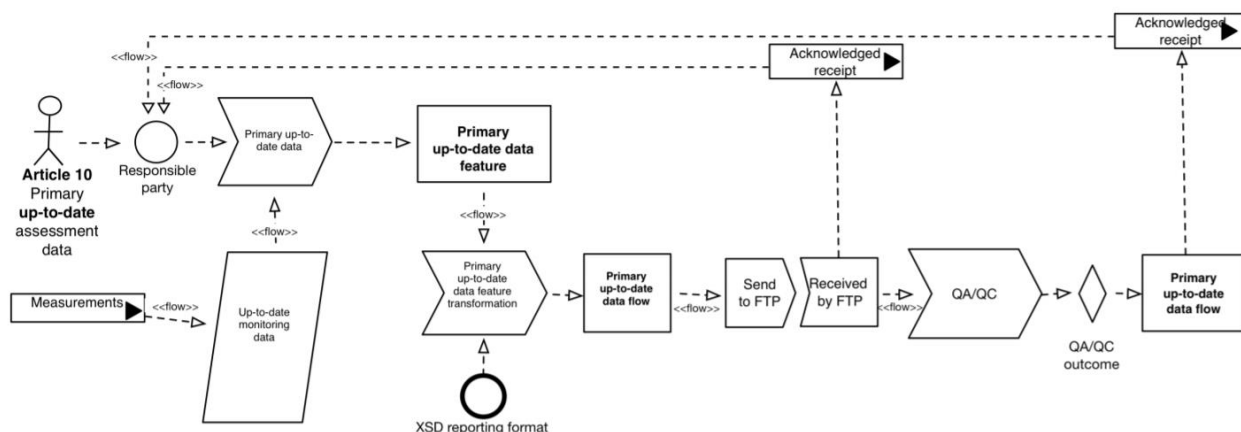 Acknowledged
receipt
<<flow>>
Acknowledged
receipt
<<flow>>
Article 10
Primary
up-to-date
assessment
data
Responsible
party
Primary up-to-
date data
Primary
up-to-date data
feature
<<flow>>
<<flow>>
Measurements
<<flow>>
Up-to-date
monitoring
data
Primary
up-to-date
data feature
transformation
XSD reporting format
Primary
up-to-date
data flow
<<flow>>
Send
to FTP
Received
by FTP
<<flow>>
QA/QC
QA/QC
outcome
Primary
up-to-date
data flow